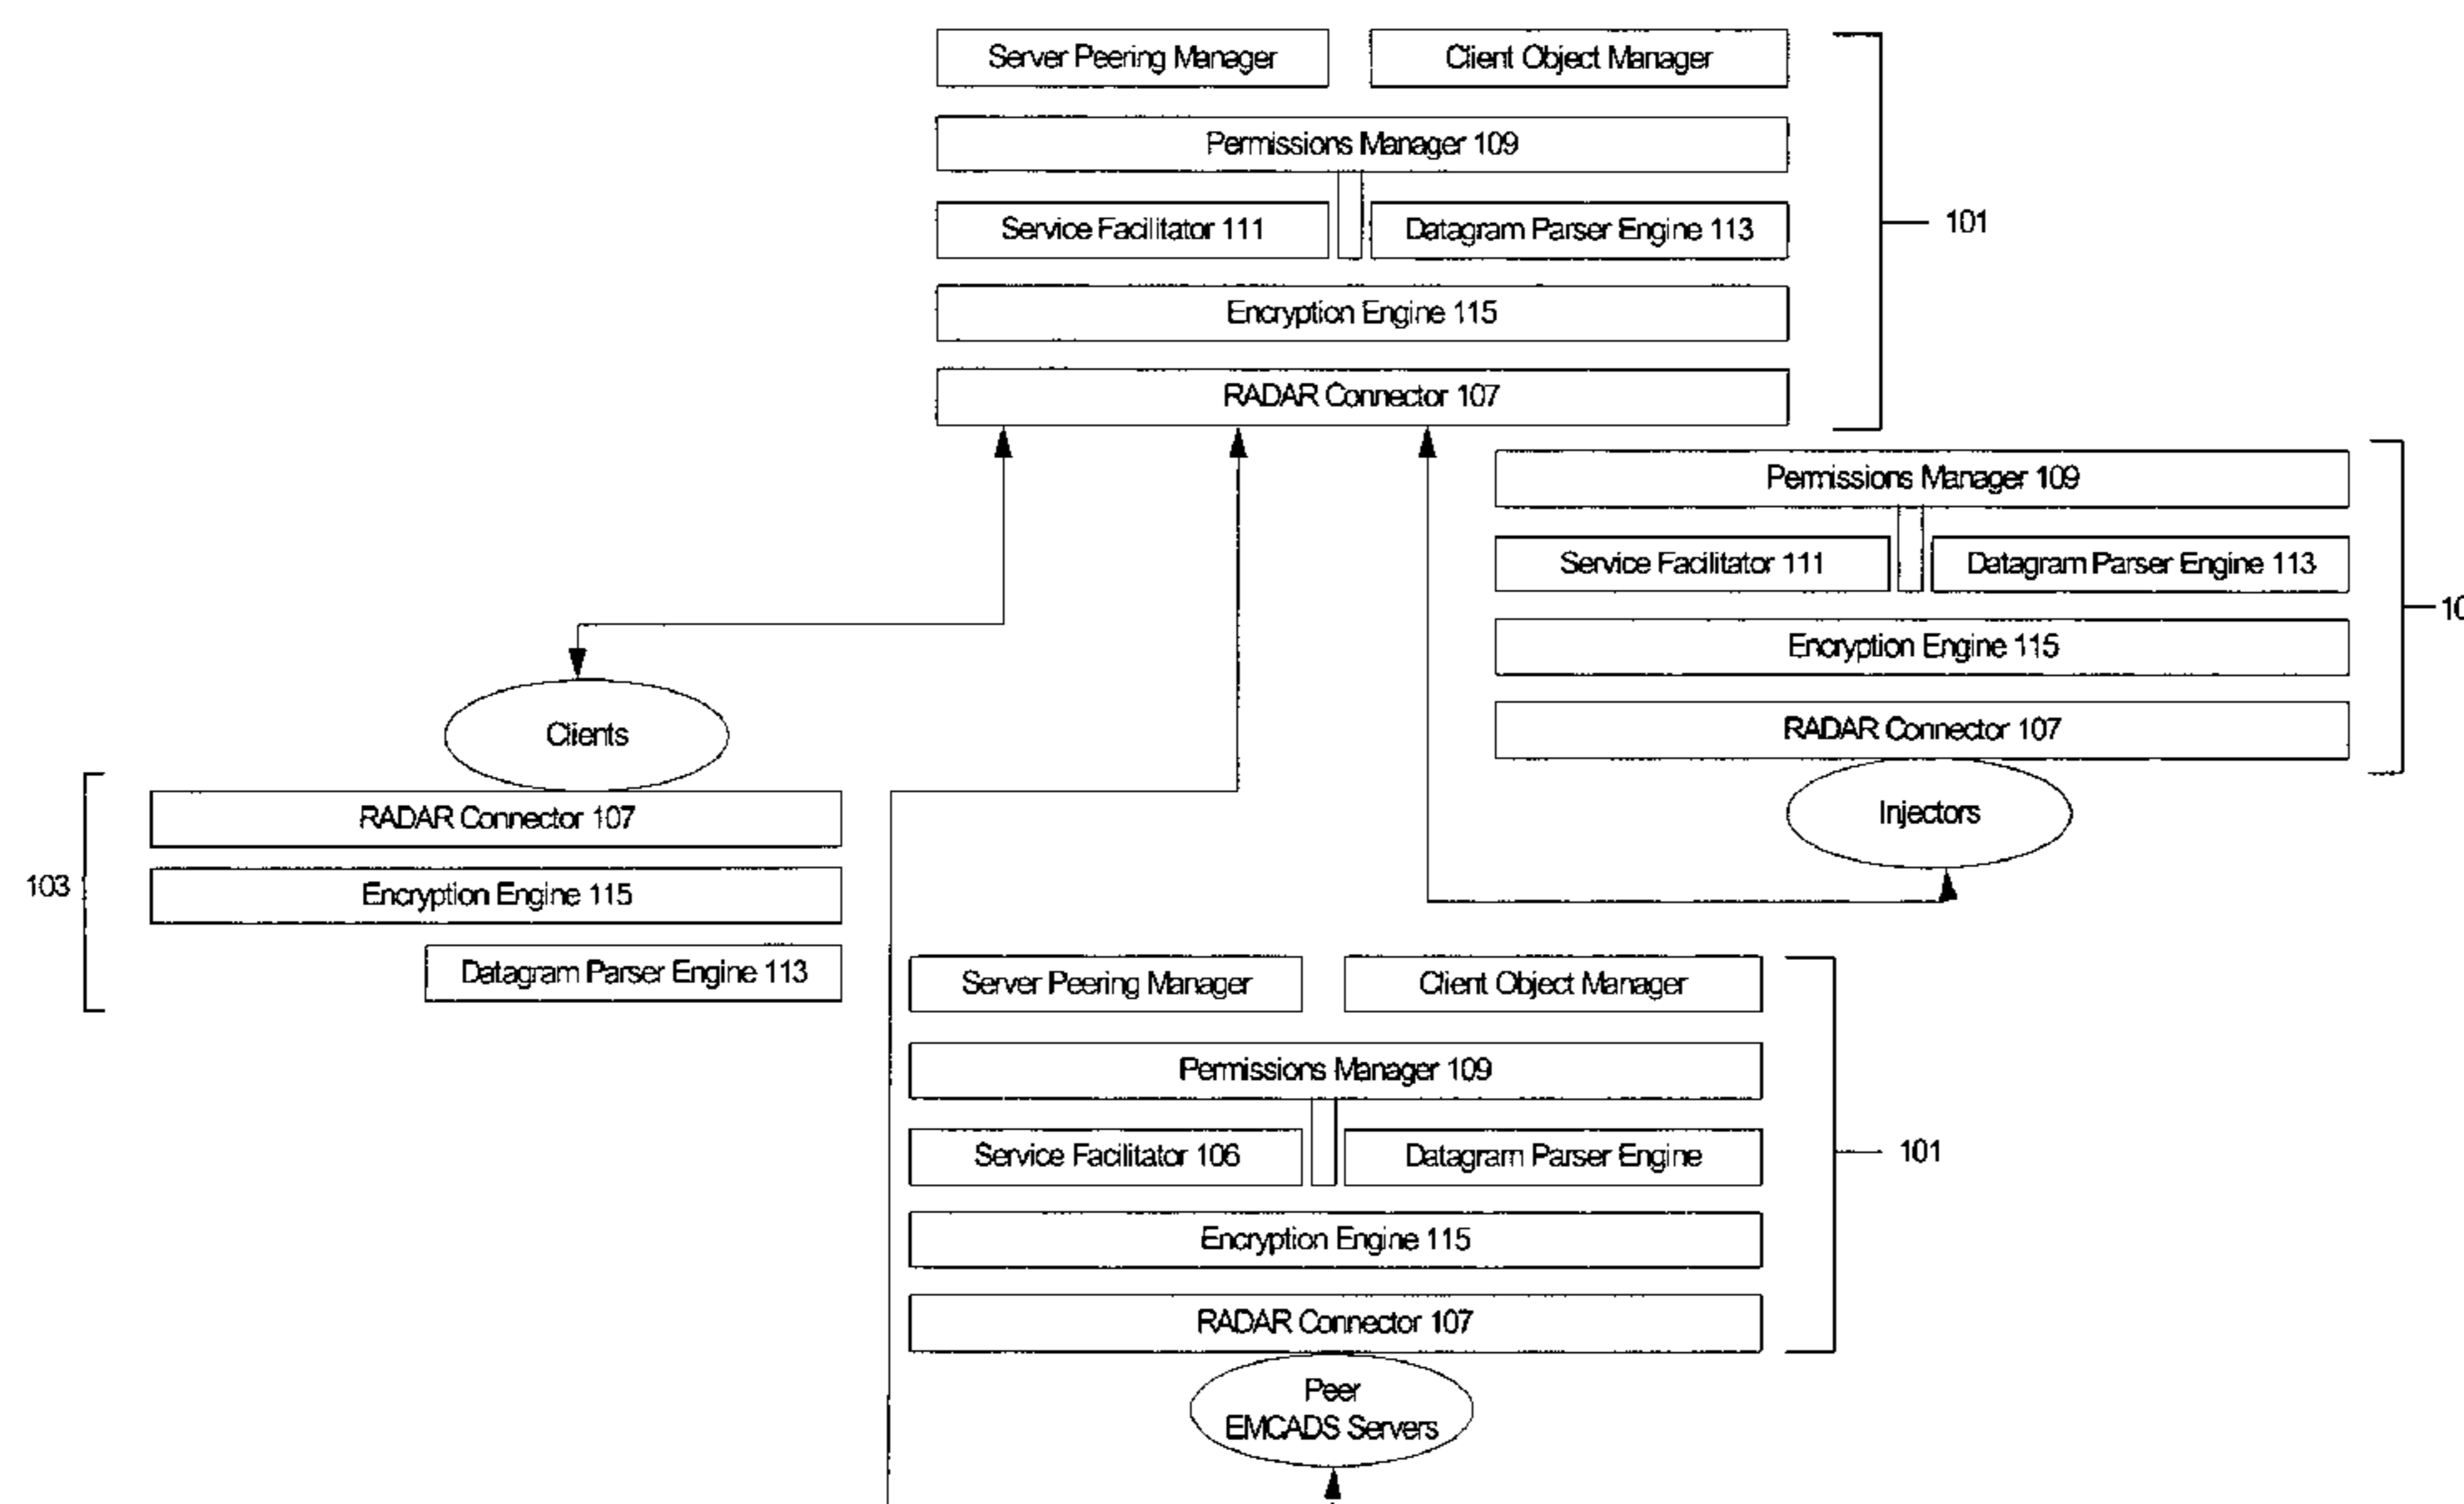 Server Peering Manager
Client Object Manager
Permissions Manager 109
Service Facilitator 111
Datagram Parser Engine 113
101
Encryption Engine 115
RADAR Connector 107
Permissions Manager 109
Service Facilitator 111
Datagram Parser Engine 113
Encryption Engine 115
RADAR Connector 107
Injectors
Clients
RADAR Connector 107
103
Encryption Engine 115
Datagram Parser Engine 113
Server Peering Manager
Client Object Manager
Permissions Manager 109
Service Facilitator 106
Datagram Parser Engine
101
Encryption Engine 115
RADAR Connector 107
Peer
EMCADS Servers